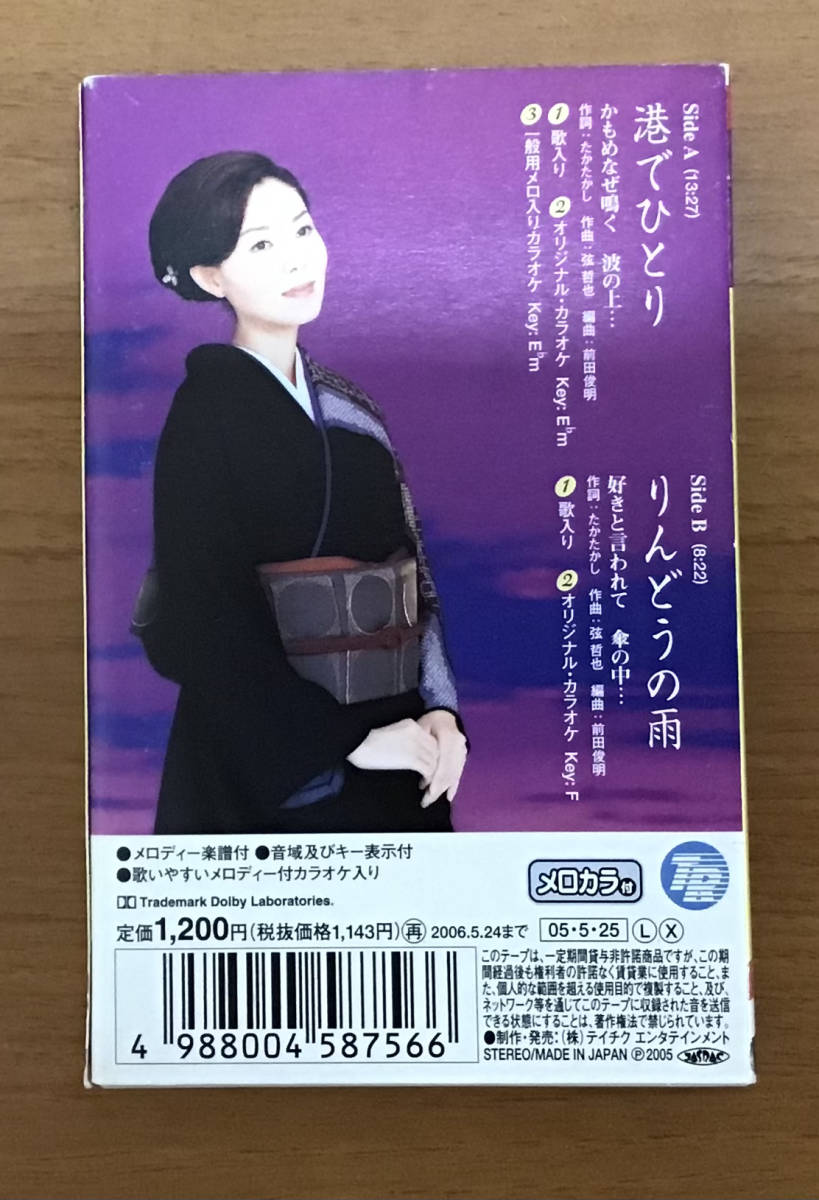 Side A (13:27)
港でひとり
かもめなぜ鳴く 波の上…
作詞：たかたかし 作曲：弦 哲也 編曲：前田俊明
1 歌入り 2 オリジナル・カラオケ Key: E♭m
3 一般用メロ入りカラオケ Key: E♭m
Side B (8:22)
りんどうの雨
好きと言われて 傘の中…
作詞：たかたかし 作曲：弦 哲也 編曲：前田俊明
1 歌入り 2 オリジナル・カラオケ Key: F
●メロディー楽譜付 ●音域及びキー表示付
●歌いやすいメロディー付カラオケ入り
メロカラ付
Trademark Dolby Laboratories.
定価1,200円(税抜価格1,143円)再 2006.5.24まで 05・5・25 L X
このテープは、一定期間貸与非許諾商品ですが、この期
間経過後も権利者の許諾なく賃貸業に使用すること、ま
た、個人的な範囲を超える使用目的で複製すること、及び、
ネットワーク等を通じてこのテープに収録された音を送信
できる状態にすることは、著作権法で禁じられています。
●制作・発売：(株)テイチク エンタテインメント
STEREO/MADE IN JAPAN Ⓟ2005 JASRAC
4 988004 587566